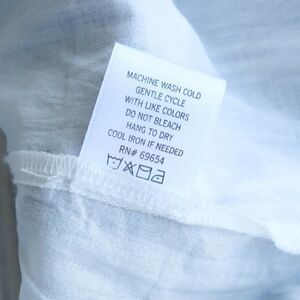 MACHINE WASH COLD
GENTLE CYCLE
WITH LIKE COLORS
DO NOT BLEACH
HANG TO DRY
COOL IRON IF NEEDED
RN# 69654